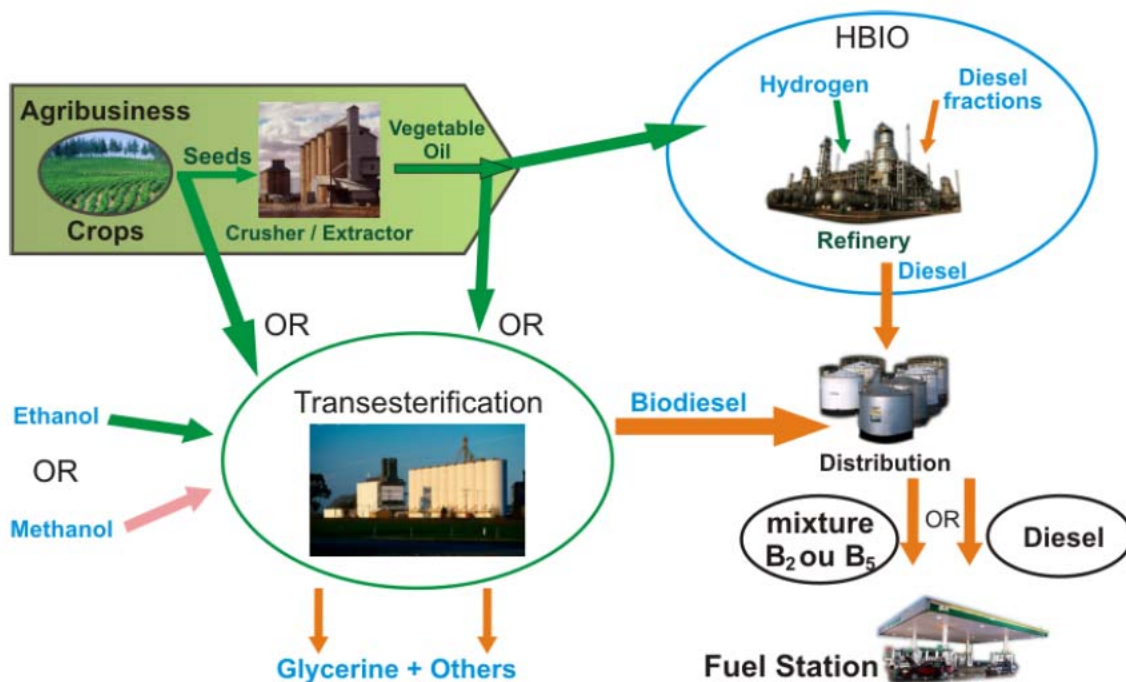 HBIO
Hydrogen
Diesel
fractions
Agribusiness
Vegetable
Oil
Seeds
Crops
Crusher / Extractor
Refinery
Diesel
OR
OR
Transesterification
Ethanol
OR
Methanol
Biodiesel
Distribution
mixture
B₂ ou B₅
OR
Diesel
Glycerine + Others
Fuel Station